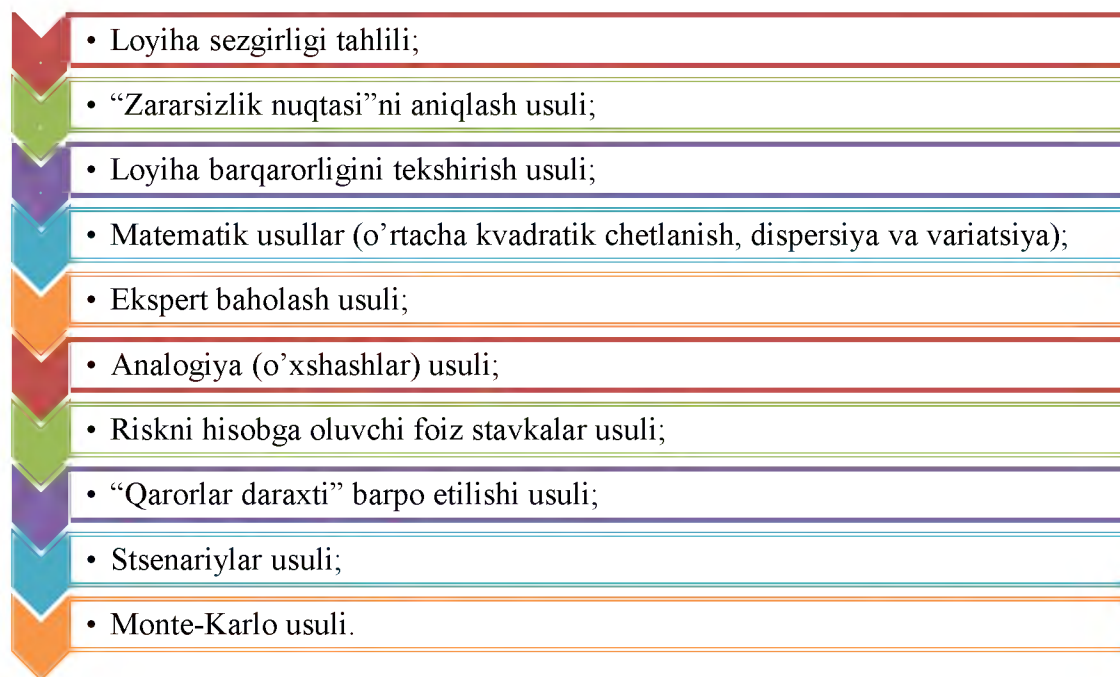 • Loyiha sezgirligi tahlili;
• “Zararsizlik nuqtasi”ni aniqlash usuli;
• Loyiha barqarorligini tekshirish usuli;
• Matematik usullar (o’rtacha kvadratik chetlanish, dispersiya va variatsiya);
• Ekspert baholash usuli;
• Analogiya (o’xshashlar) usuli;
• Riskni hisobga oluvchi foiz stavkalar usuli;
• “Qarorlar daraxti” barpo etilishi usuli;
• Stsenariylar usuli;
• Monte-Karlo usuli.